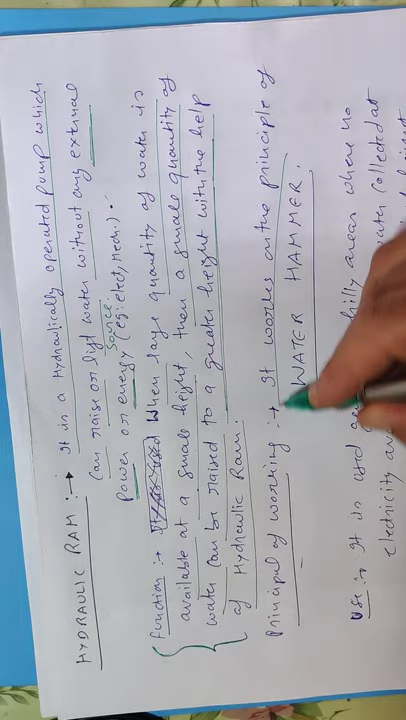 HYDRAULIC RAM :→ It is a Hydraulically operated pump which
can raise or lift water without any external
power or energy (eg; elect, mech.). source
Function :→ When large quantity of water is
available at a small height, then a small quantity of
water can be raised to a greater height with the help
of Hydraulic Ram.
Principal of working :→ It works on the principle of
WATER HAMMER.
Use :→ It is used hilly areas where no
electricity water collected at